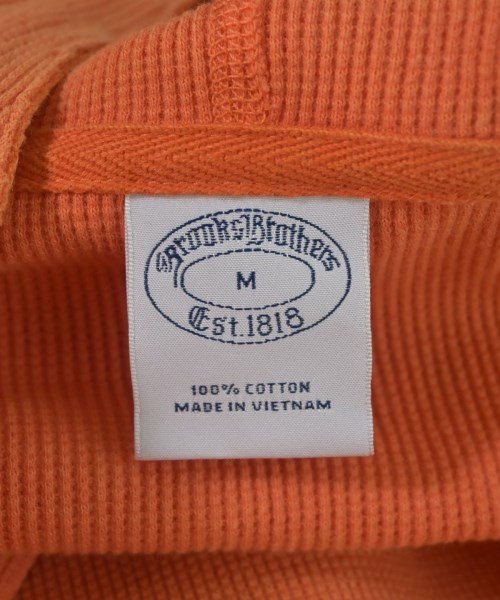 Brooks Brothers
M
Est. 1818
100% COTTON
MADE IN VIETNAM